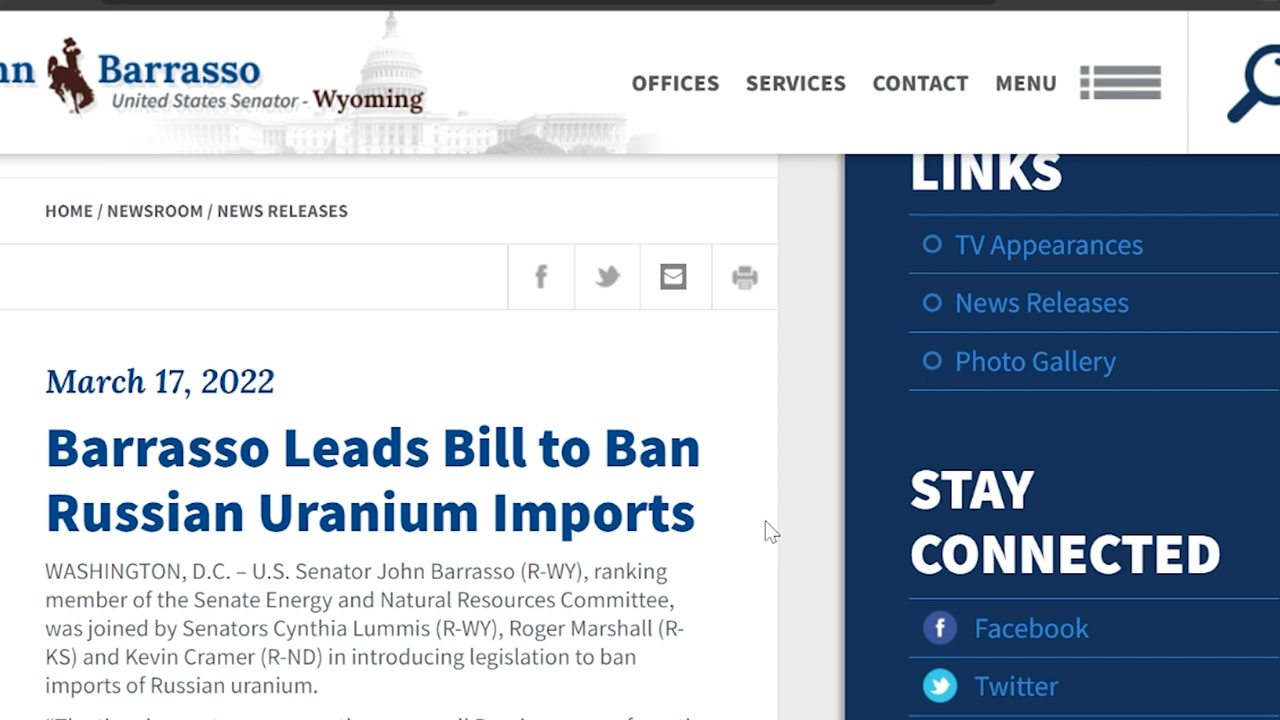 nn Barrasso
United States Senator - Wyoming
OFFICES SERVICES CONTACT MENU
HOME / NEWSROOM / NEWS RELEASES
March 17, 2022
Barrasso Leads Bill to Ban
Russian Uranium Imports
WASHINGTON, D.C. – U.S. Senator John Barrasso (R-WY), ranking
member of the Senate Energy and Natural Resources Committee,
was joined by Senators Cynthia Lummis (R-WY), Roger Marshall (R-
KS) and Kevin Cramer (R-ND) in introducing legislation to ban
imports of Russian uranium.
LINKS
TV Appearances
News Releases
Photo Gallery
STAY
CONNECTED
Facebook
Twitter